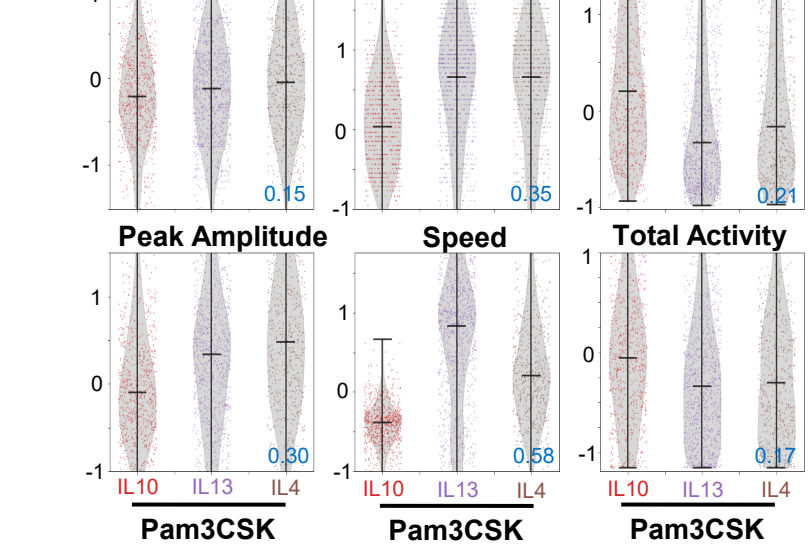 1
0
-1
0.15
1
0
-1
0.35
1
0
-1
0.21
Peak Amplitude
Speed
Total Activity
1
0
-1
0.30
1
0
-1
0.58
1
0
-1
0.17
IL10 IL13 IL4
IL10 IL13 IL4
IL10 IL13 IL4
Pam3CSK
Pam3CSK
Pam3CSK